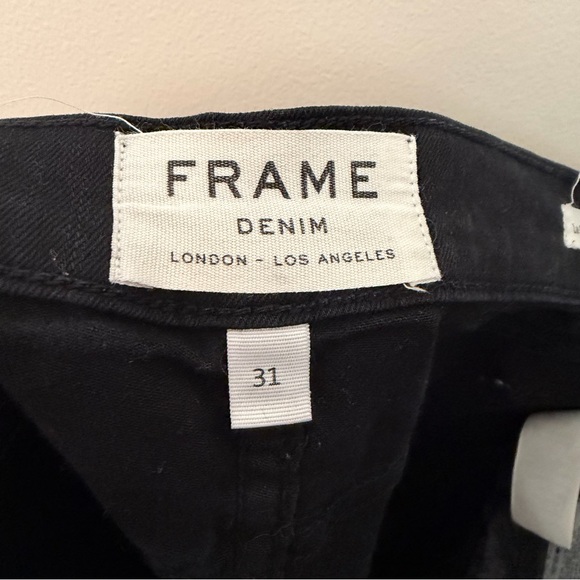 FRAME
DENIM
LONDON - LOS ANGELES
31